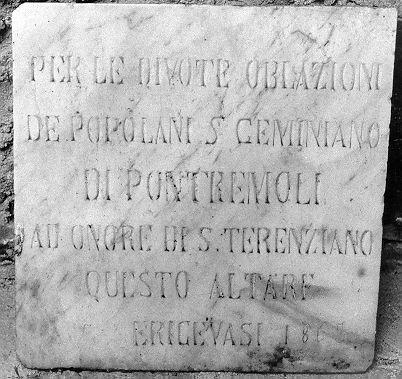 PER LE DIVOTE OBLAZIONI
DE POPOLANI S. GEMINIANO
DI PONTREMOLI
AD ONORE DI S. TERENZIANO
QUESTO ALTARE
ERIGEVASI